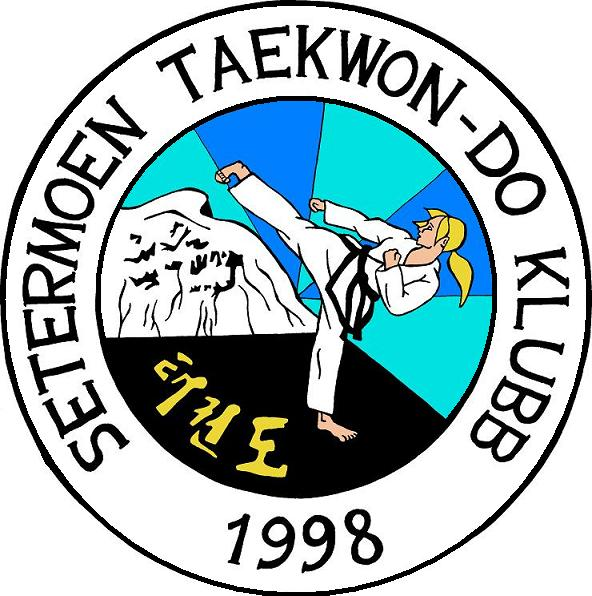 SETERMOEN TAEKWON-DO KLUBB
태권도
1998